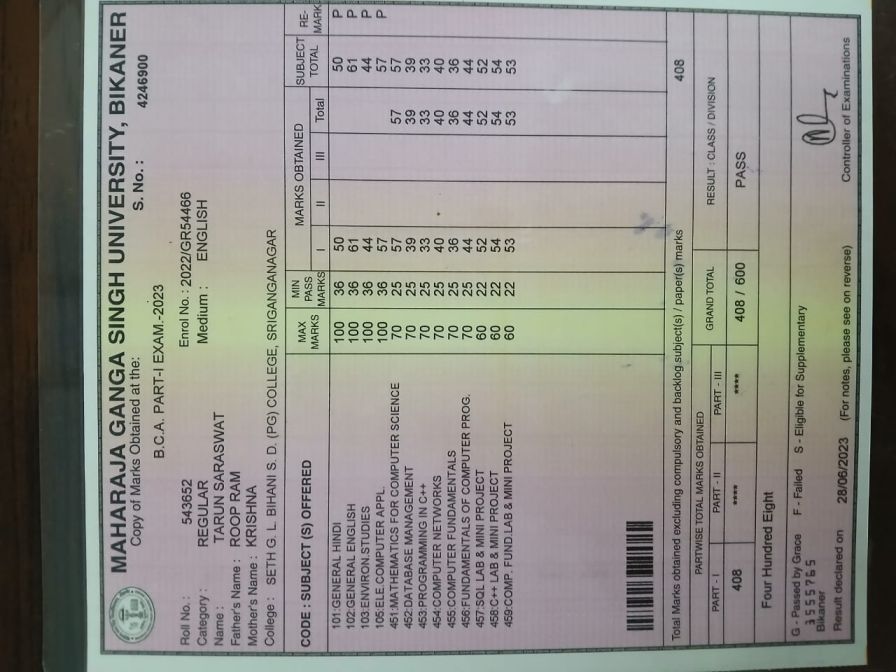 MAHARAJA GANGA SINGH UNIVERSITY, BIKANER
Copy of Marks Obtained at the: S. No. : 4246900
B.C.A. PART-I EXAM.-2023
Roll No. : 543652 Enrol No. : 2022/GR54466
Category : REGULAR Medium : ENGLISH
Name : TARUN SARASWAT
Father's Name : ROOP RAM
Mother's Name : KRISHNA
College : SETH G. L. BIHANI S. D. (PG) COLLEGE, SRIGANGANAGAR
CODE : SUBJECT (S) OFFERED MAX MARKS MIN PASS MARKS MARKS OBTAINED I II III Total SUBJECT TOTAL RE-MARK
101:GENERAL HINDI 100 36 50 50 P
102:GENERAL ENGLISH 100 36 61 61 P
103:ENVIRON.STUDIES 100 36 44 44 P
105:ELE.COMPUTER APPL. 100 36 57 57 P
451:MATHEMATICS FOR COMPUTER SCIENCE 70 25 57 57 57
452:DATABASE MANAGEMENT 70 25 39 39 39
453:PROGRAMMING IN C++ 70 25 33 33 33
454:COMPUTER NETWORKS 70 25 40 40 40
455:COMPUTER FUNDAMENTALS 70 25 36 36 36
456:FUNDAMENTALS OF COMPUTER PROG. 70 25 44 44 44
457:SQL LAB & MINI PROJECT 60 22 52 52 52
458:C++ LAB & MINI PROJECT 60 22 54 54 54
459:COMP. FUND.LAB & MINI PROJECT 60 22 53 53 53
Total Marks obtained excluding compulsory and backlog subject(s) / paper(s) marks 408
PARTWISE TOTAL MARKS OBTAINED GRAND TOTAL RESULT : CLASS / DIVISION
PART - I PART - II PART - III
408 **** **** 408 / 600 PASS
Four Hundred Eight
G - Passed by Grace F - Failed S - Eligible for Supplementary
3555765
Bikaner
Result declared on 28/06/2023 (For notes, please see on reverse) Controller of Examinations